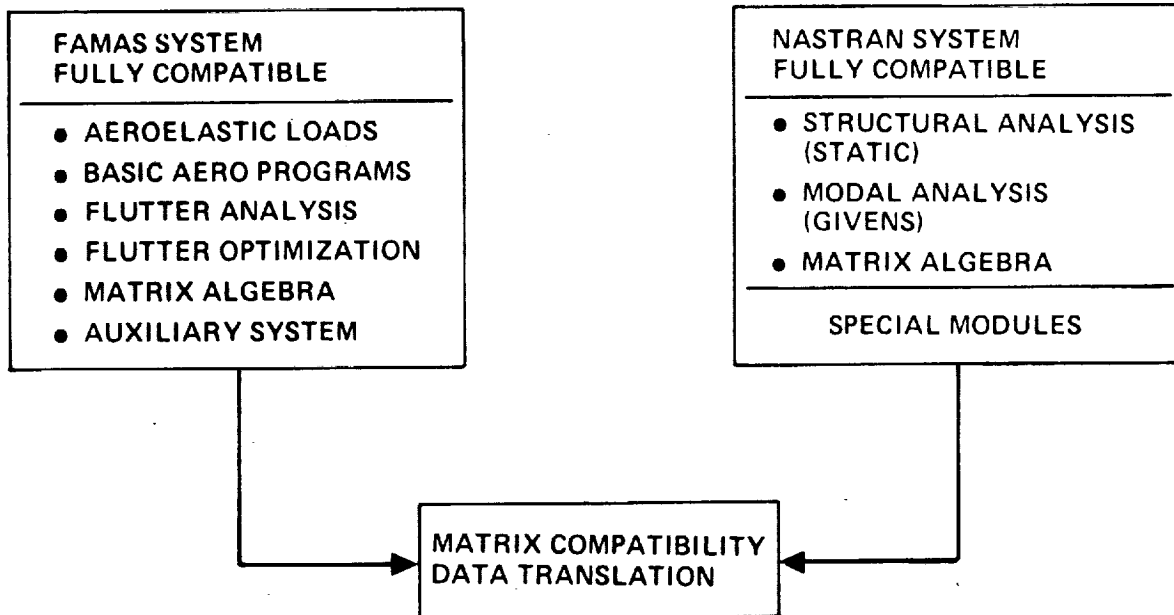 FAMAS SYSTEM
FULLY COMPATIBLE
• AEROELASTIC LOADS
• BASIC AERO PROGRAMS
• FLUTTER ANALYSIS
• FLUTTER OPTIMIZATION
• MATRIX ALGEBRA
• AUXILIARY SYSTEM
NASTRAN SYSTEM
FULLY COMPATIBLE
• STRUCTURAL ANALYSIS
(STATIC)
• MODAL ANALYSIS
(GIVENS)
• MATRIX ALGEBRA
SPECIAL MODULES
MATRIX COMPATIBILITY
DATA TRANSLATION